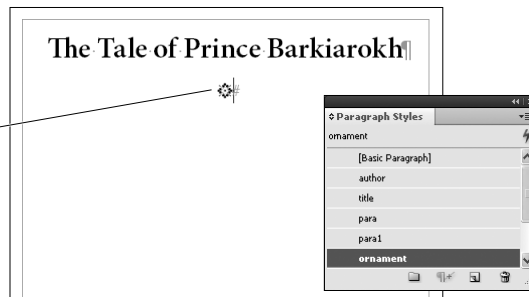 The Tale of Prince Barkiarokh¶
#
Paragraph Styles
ornament
[Basic Paragraph]
author
title
para
para1
ornament